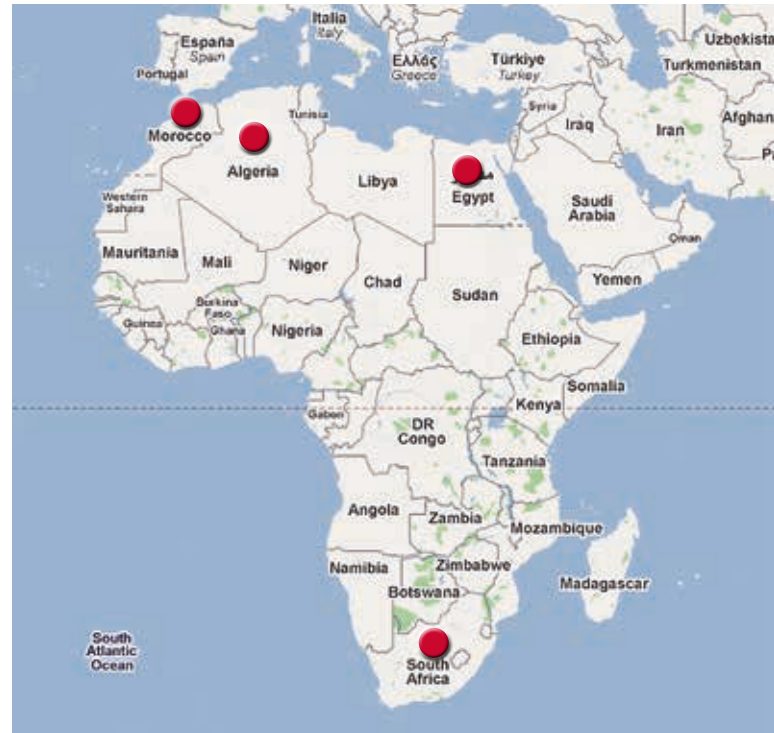 Italia
Italy
España
Spain
Portugal
Ελλάς
Greece
Türkiye
Turkey
Uzbekista
Turkmenistan
Syria
Iraq
Iran
Afghan
P
Morocco
Algeria
Tunisia
Libya
Egypt
Saudi
Arabia
Oman
Yemen
Western
Sahara
Mauritania
Mali
Niger
Chad
Sudan
Burkina
Faso
Guinea
Ghana
Nigeria
Ethiopia
Somalia
Kenya
Gabon
DR
Congo
Tanzania
Angola
Zambia
Mozambique
Namibia
Zimbabwe
Botswana
Madagascar
South
Atlantic
Ocean
South
Africa